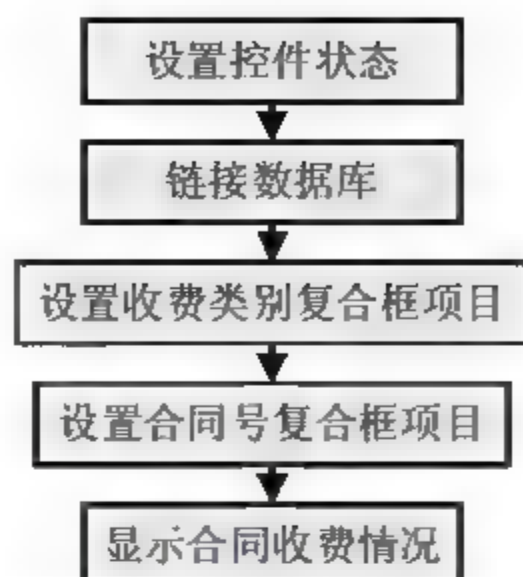 设置控件状态
链接数据库
设置收费类别复合框项目
设置合同号复合框项目
显示合同收费情况